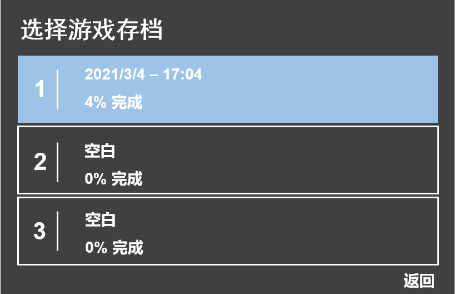 选择游戏存档
1
2021/3/4 – 17:04
4% 完成
2
空白
0% 完成
3
空白
0% 完成
返回